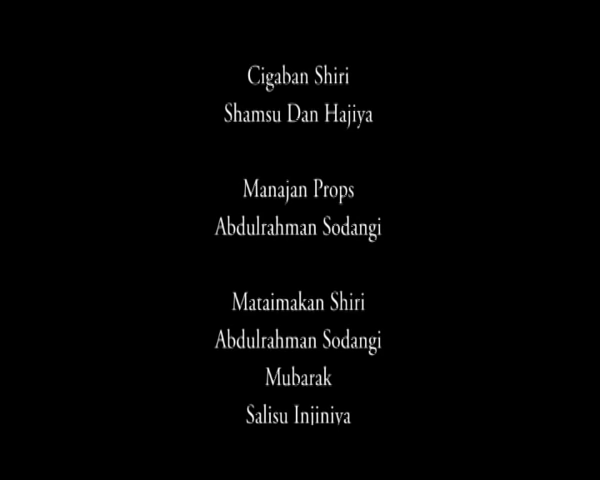 Cigaban Shiri
Shamsu Dan Hajiya
Manajan Props
Abdulrahman Sodangi
Mataimakan Shiri
Abdulrahman Sodangi
Mubarak
Salisu Injiniya